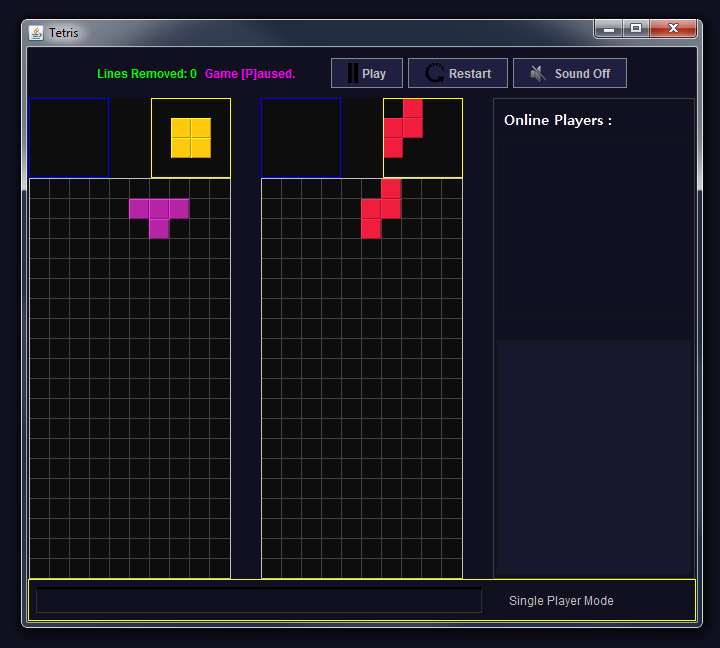 Tetris
Lines Removed: 0 Game [P]aused.
Play
Restart
Sound Off
Online Players :
Single Player Mode